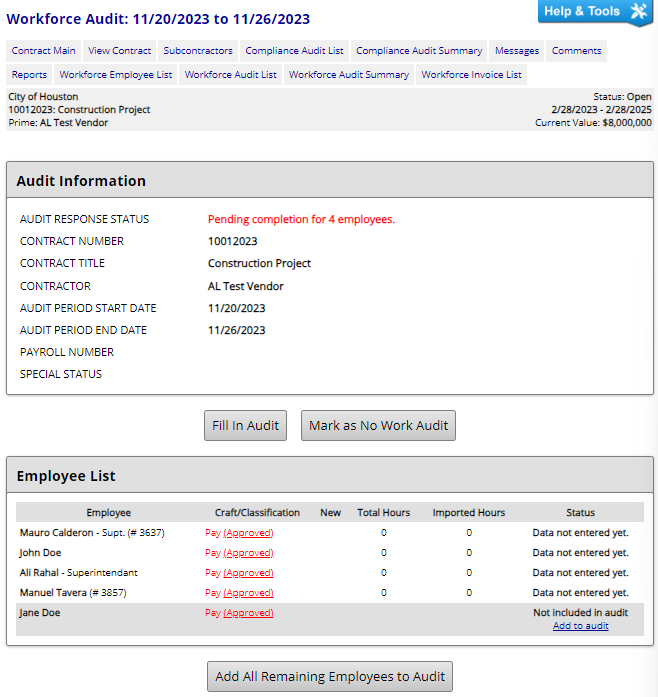 Workforce Audit: 11/20/2023 to 11/26/2023
Help & Tools
Contract Main View Contract Subcontractors Compliance Audit List Compliance Audit Summary Messages Comments
Reports Workforce Employee List Workforce Audit List Workforce Audit Summary Workforce Invoice List
City of Houston Status: Open
10012023: Construction Project 2/28/2023 - 2/28/2025
Prime: AL Test Vendor Current Value: $8,000,000
Audit Information
AUDIT RESPONSE STATUS Pending completion for 4 employees.
CONTRACT NUMBER 10012023
CONTRACT TITLE Construction Project
CONTRACTOR AL Test Vendor
AUDIT PERIOD START DATE 11/20/2023
AUDIT PERIOD END DATE 11/26/2023
PAYROLL NUMBER
SPECIAL STATUS
Fill In Audit Mark as No Work Audit
Employee List
Employee Craft/Classification New Total Hours Imported Hours Status
Mauro Calderon - Supt. (# 3637) Pay (Approved) 0 0 Data not entered yet.
John Doe Pay (Approved) 0 0 Data not entered yet.
Ali Rahal - Superintendant Pay (Approved) 0 0 Data not entered yet.
Manuel Tavera (# 3857) Pay (Approved) 0 0 Data not entered yet.
Jane Doe Pay (Approved) Not included in audit
Add to audit
Add All Remaining Employees to Audit